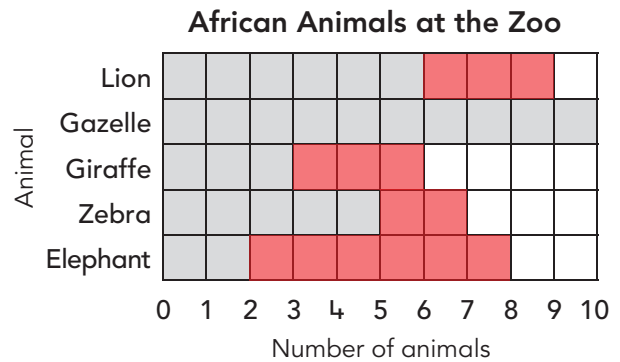 African Animals at the Zoo
Animal
Lion
Gazelle
Giraffe
Zebra
Elephant
0 1 2 3 4 5 6 7 8 9 10
Number of animals